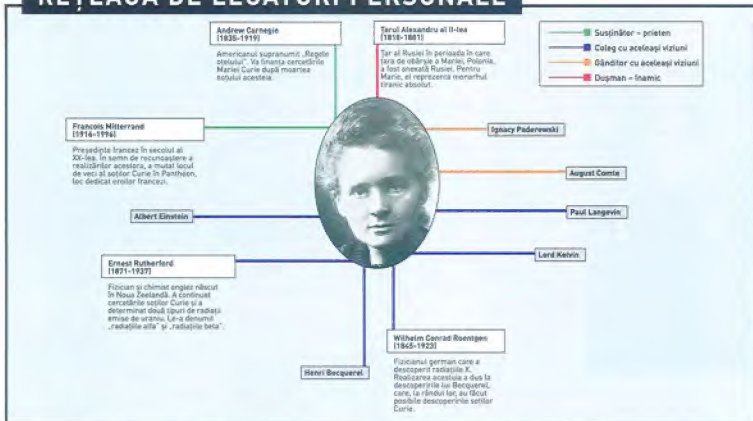 REȚEAUA DE LEGĂTURI PERSONALE
Andrew Carnegie
(1835-1919)
Americanul supranumit „Regele
oțelului”. Va finanța cercetările
Mariei Curie după moartea
soțului acesteia.
Țarul Alexandru al II-lea
(1818-1881)
Țar al Rusiei în perioada în care
țara de obârșie a Mariei, Polonia,
a fost anexată Rusiei. Pentru
Marie, el reprezenta monarhul
tiranic absolut.
Susținător – prieten
Coleg cu aceleași viziuni
Gânditor cu aceleași viziuni
Dușman – inamic
Francois Mitterrand
(1916-1996)
Președinte francez în secolul al
XX-lea. În semn de recunoaștere a
realizărilor acestora, a mutat locul
de veci al soților Curie în Panthéon,
loc dedicat eroilor francezi.
Ignacy Paderewski
August Comte
Albert Einstein
Paul Langevin
Ernest Rutherford
(1871-1937)
Fizician și chimist englez născut
în Noua Zeelandă. A continuat
cercetările soților Curie și a
determinat două tipuri de radiații
emise de uraniu. Le-a denumit
„radiațiile alfa” și „radiațiile beta”.
Lord Kelvin
Henri Becquerel
Wilhelm Conrad Roentgen
(1845-1923)
Fizicianul german care a
descoperit radiațiile X.
Realizarea acestuia a dus la
descoperirile lui Becquerel,
care, la rândul lor, au făcut
posibile descoperirile soților
Curie.